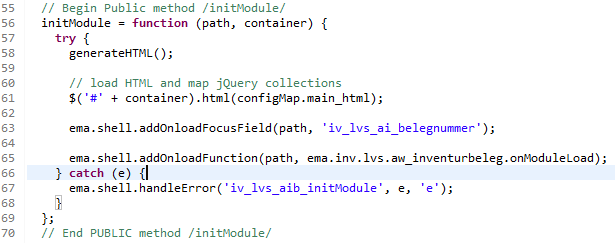 55 // Begin Public method /initModule/
56 initModule = function (path, container) {
57 try {
58 generateHTML();
59
60 // load HTML and map jQuery collections
61 $('#' + container).html(configMap.main_html);
62
63 ema.shell.addOnloadFocusField(path, 'iv_lvs_ai_belegnummer');
64
65 ema.shell.addOnloadFunction(path, ema.inv.lvs.aw_inventurbeleg.onModuleLoad);
66 } catch (e) {
67 ema.shell.handleError('iv_lvs_aib_initModule', e, 'e');
68 }
69 };
70 // End PUBLIC method /initModule/